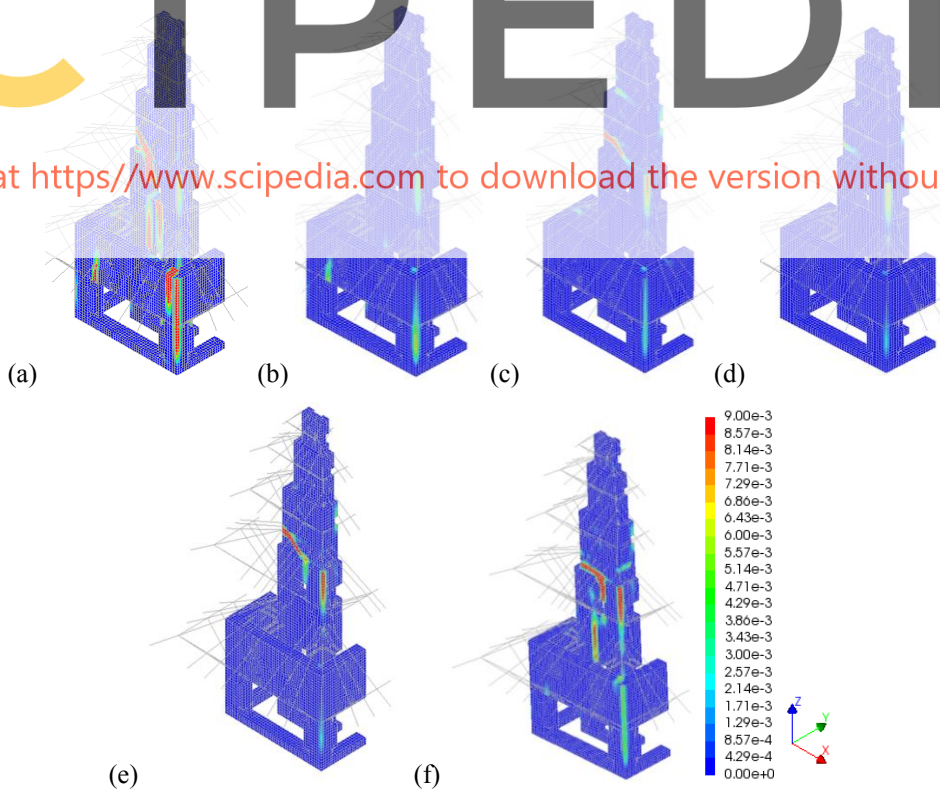 CIPEDI
at https//www.scipedia.com to download the version withou
(a) (b) (c) (d)
9.00e-3
8.57e-3
8.14e-3
7.71e-3
7.29e-3
6.86e-3
6.43e-3
6.00e-3
5.57e-3
5.14e-3
4.71e-3
4.29e-3
3.86e-3
3.43e-3
3.00e-3
2.57e-3
2.14e-3
1.71e-3
1.29e-3
8.57e-4
4.29e-4
0.00e+0
Z
Y
X
(e) (f)